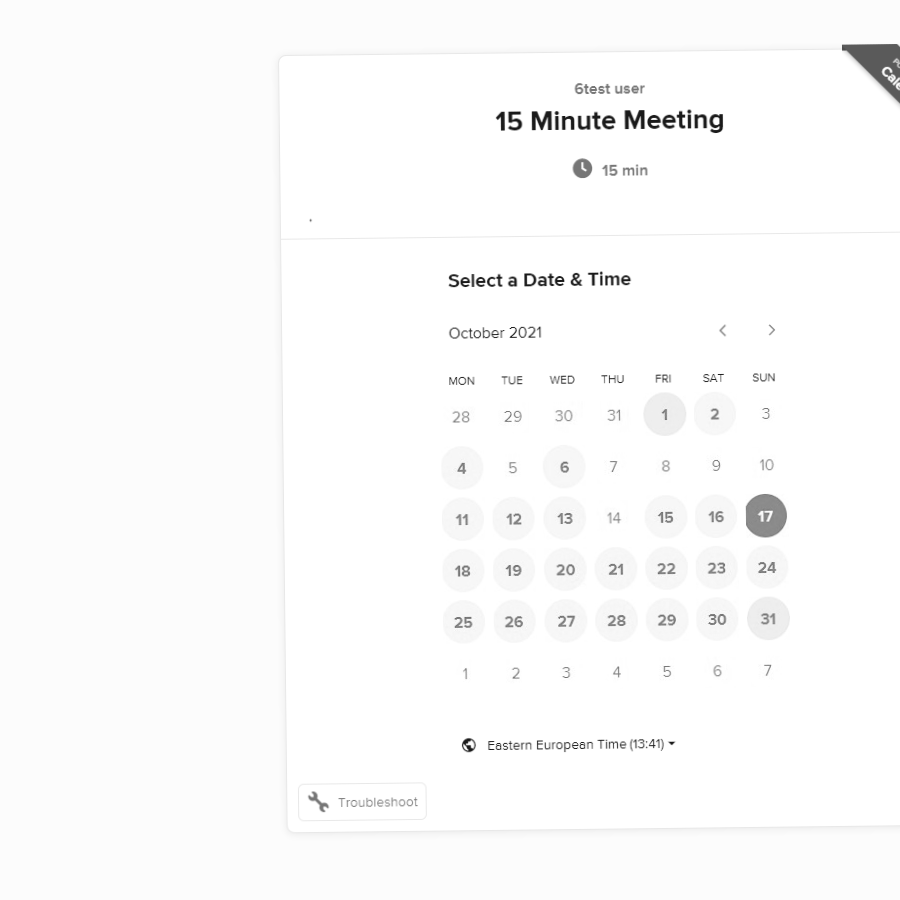 6test user
15 Minute Meeting
15 min
.
Select a Date & Time
October 2021
MON TUE WED THU FRI SAT SUN
28 29 30 31 1 2 3
4 5 6 7 8 9 10
11 12 13 14 15 16 17
18 19 20 21 22 23 24
25 26 27 28 29 30 31
1 2 3 4 5 6 7
Eastern European Time (13:41)
Troubleshoot